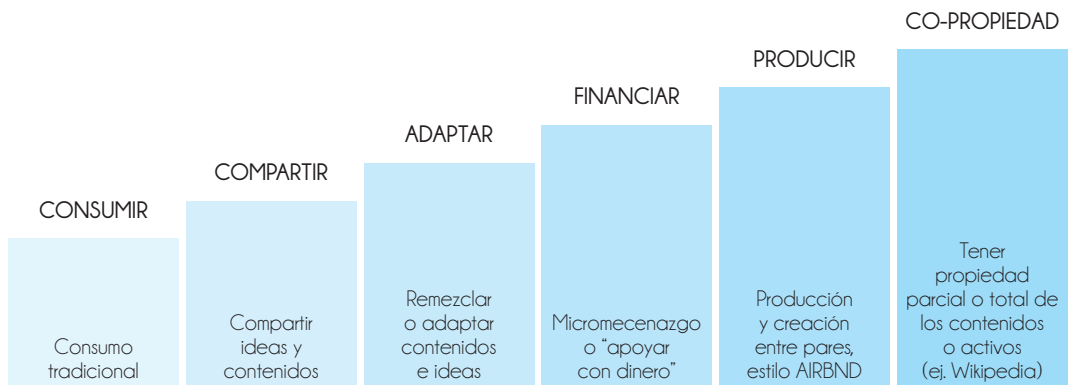 CONSUMIR
Consumo
tradicional
COMPARTIR
Compartir
ideas y
contenidos
ADAPTAR
Remezclar
o adaptar
contenidos
e ideas
FINANCIAR
Micromecenazgo
o “apoyar
con dinero”
PRODUCIR
Producción
y creación
entre pares,
estilo AIRBND
CO-PROPIEDAD
Tener
propiedad
parcial o total de
los contenidos
o activos
(ej. Wikipedia)